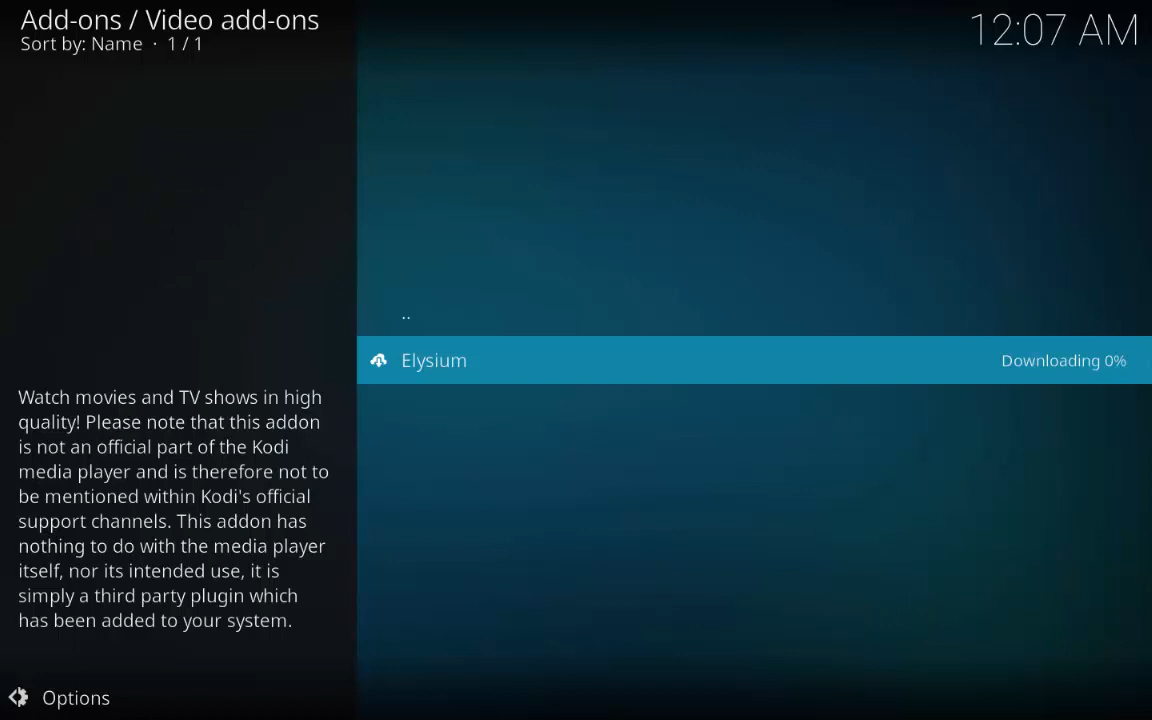 Add-ons / Video add-ons
Sort by: Name · 1 / 1
12:07 AM
..
Elysium
Downloading 0%
Watch movies and TV shows in high
quality! Please note that this addon
is not an official part of the Kodi
media player and is therefore not to
be mentioned within Kodi's official
support channels. This addon has
nothing to do with the media player
itself, nor its intended use, it is
simply a third party plugin which
has been added to your system.
Options